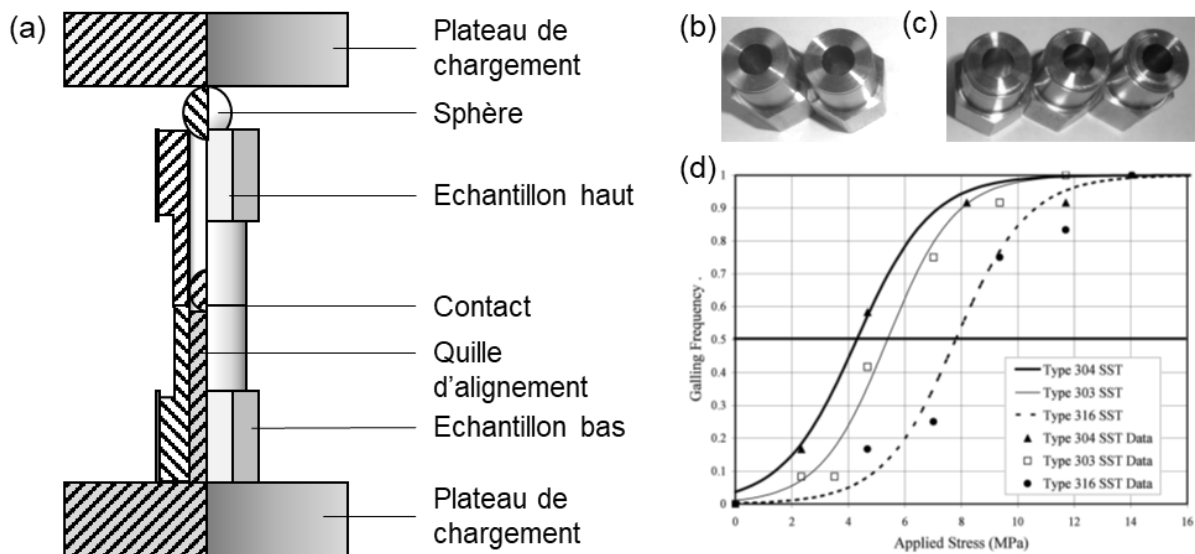 (a)
Plateau de
chargement
Sphère
Echantillon haut
Contact
Quille
d'alignement
Echantillon bas
Plateau de
chargement
(b)
(c)
(d)
Galling Frequency .
1
0.9
0.8
0.7
0.6
0.5
0.4
0.3
0.2
0.1
0
Type 304 SST
Type 303 SST
Type 316 SST
Type 304 SST Data
Type 303 SST Data
Type 316 SST Data
0 2 4 6 8 10 12 14 16
Applied Stress (MPa)